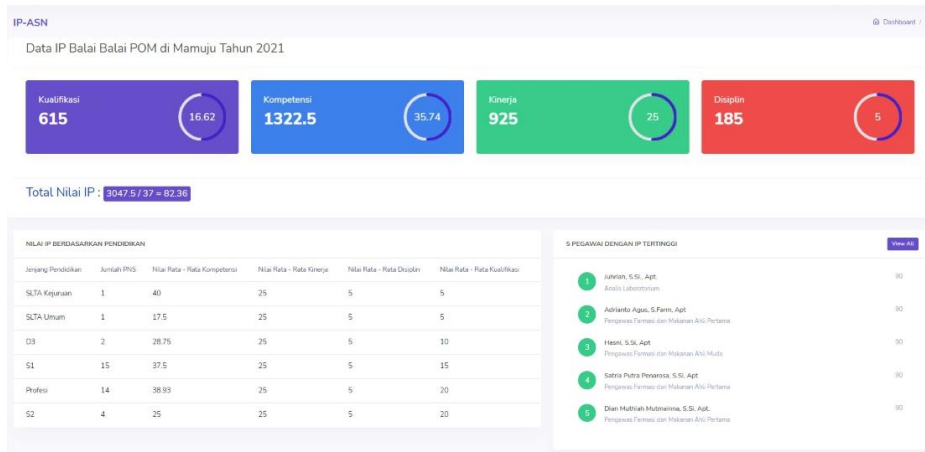 IP-ASN
Dashboard /
Data IP Balai Balai POM di Mamuju Tahun 2021
Kualifikasi
615
16.62
Kompetensi
1322.5
35.74
Kinerja
925
25
Disiplin
185
5
Total Nilai IP : 3047.5 / 37 = 82.36
NILAI IP BERDASARKAN PENDIDIKAN
Jenjang Pendidikan Jumlah PNS Nilai Rata - Rata Kompetensi Nilai Rata - Rata Kinerja Nilai Rata - Rata Disiplin Nilai Rata - Rata Kualifikasi
SLTA Kejuruan 1 40 25 5 5
SLTA Umum 1 17.5 25 5 5
D3 2 28.75 25 5 10
S1 15 37.5 25 5 15
Profesi 14 38.93 25 5 20
S2 4 25 25 5 20
5 PEGAWAI DENGAN IP TERTINGGI
View All
1 Juhriah, S.Si., Apt. 90
Analis Laboratorium
2 Adrianto Agus, S.Farm, Apt 90
Pengawas Farmasi dan Makanan Ahli Pertama
3 Hasni, S.Si, Apt 90
Pengawas Farmasi dan Makanan Ahli Muda
4 Satria Putra Penarosa, S.Si, Apt 90
Pengawas Farmasi dan Makanan Ahli Pertama
5 Dian Muthiah Mutmainna, S.Si, Apt. 90
Pengawas Farmasi dan Makanan Ahli Pertama